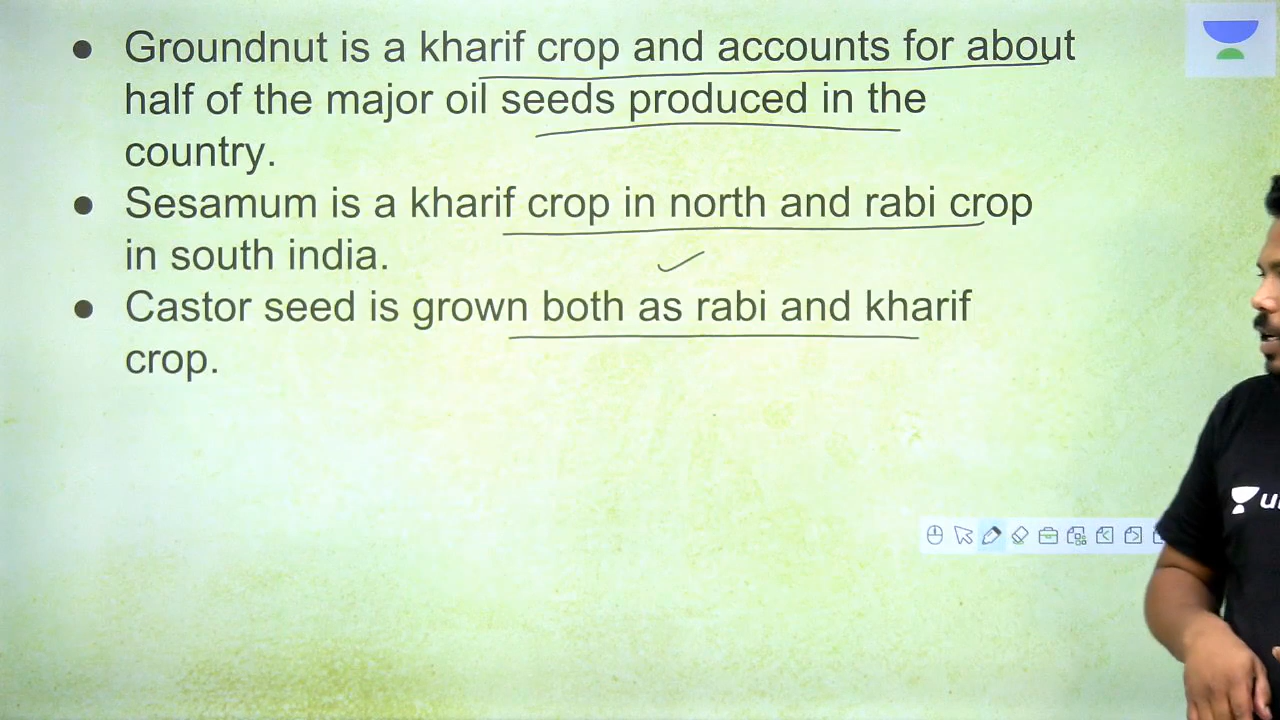 ● Groundnut is a kharif crop and accounts for about
half of the major oil seeds produced in the
country.
● Sesamum is a kharif crop in north and rabi crop
in south india.
● Castor seed is grown both as rabi and kharif
crop.